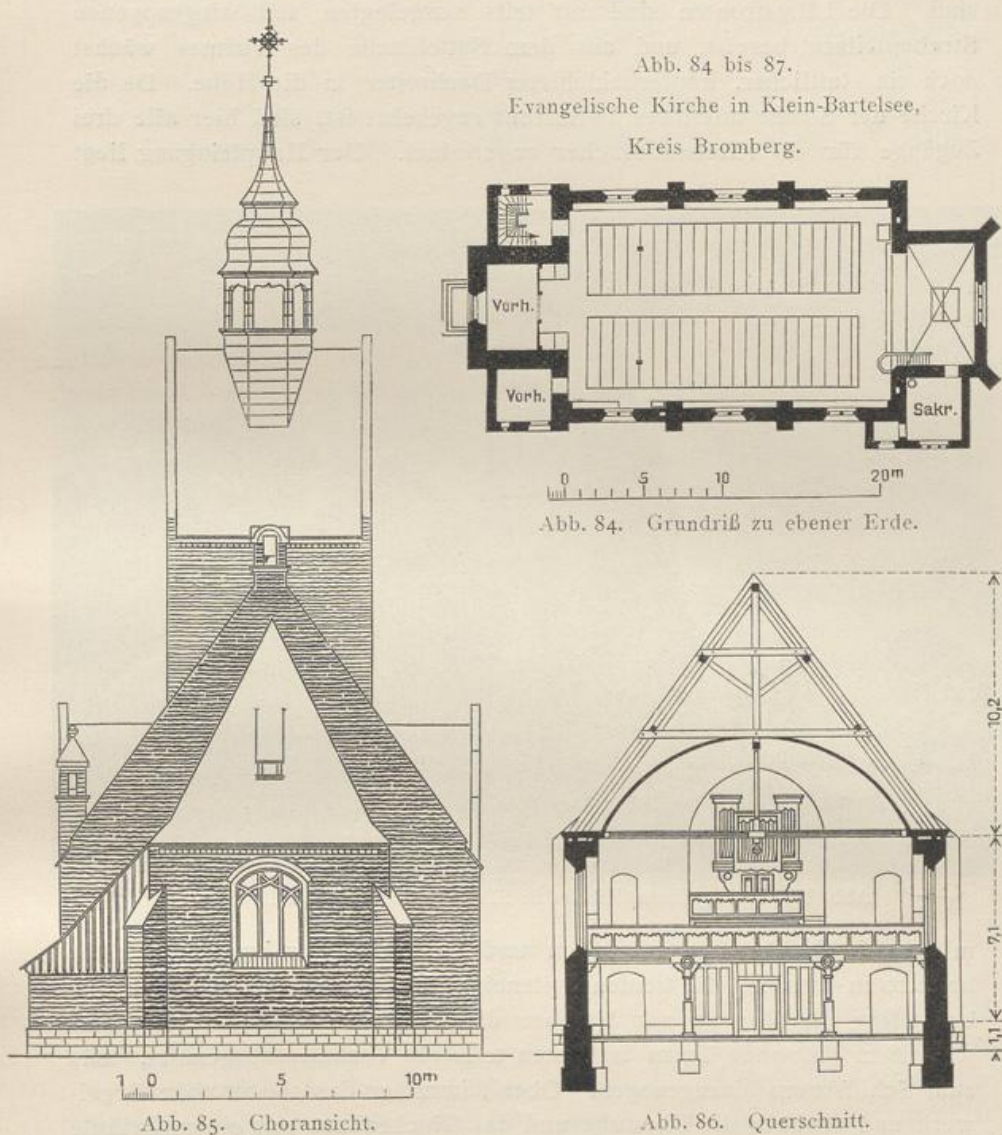 Abb. 84 bis 87.
Evangelische Kirche in Klein-Bartelsee,
Kreis Bromberg.
Vorh.
Vorh.
Sakr.
0 5 10 20m
Abb. 84. Grundriß zu ebener Erde.
10,2
7,1
1,1
1 0 5 10m
Abb. 85. Choransicht.
Abb. 86. Querschnitt.